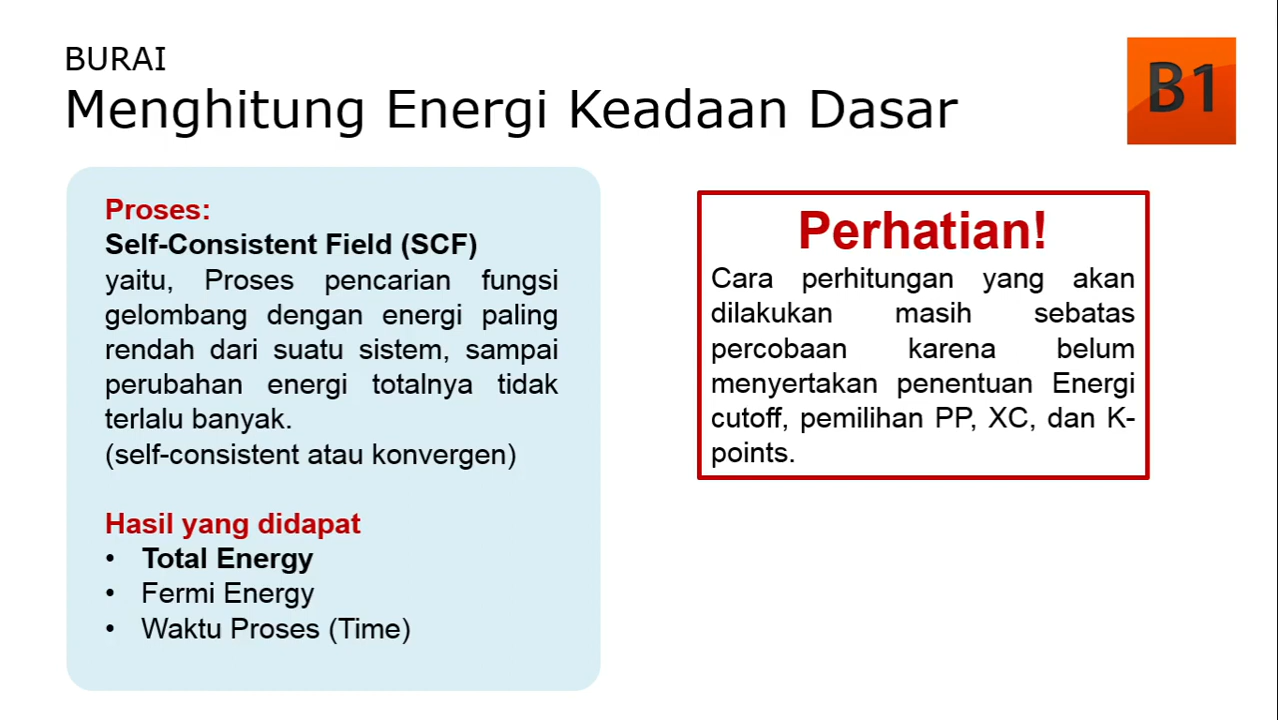 BURAI
Menghitung Energi Keadaan Dasar
B1
Proses:
Self-Consistent Field (SCF)
yaitu, Proses pencarian fungsi
gelombang dengan energi paling
rendah dari suatu sistem, sampai
perubahan energi totalnya tidak
terlalu banyak.
(self-consistent atau konvergen)
Hasil yang didapat
• Total Energy
• Fermi Energy
• Waktu Proses (Time)
Perhatian!
Cara perhitungan yang akan
dilakukan masih sebatas
percobaan karena belum
menyertakan penentuan Energi
cutoff, pemilihan PP, XC, dan K-
points.